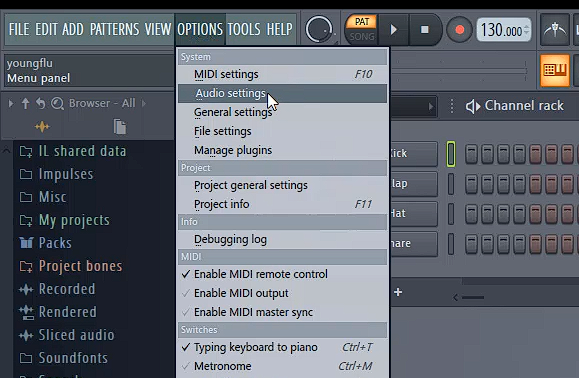 FILE EDIT ADD PATTERNS VIEW OPTIONS TOOLS HELP
PAT
SONG
130.000
youngflu
Menu panel
Browser - All
IL shared data
Impulses
Misc
My projects
Packs
Project bones
Recorded
Rendered
Sliced audio
Soundfonts
System
MIDI settings F10
Audio settings
General settings
File settings
Manage plugins
Project
Project general settings
Project info F11
Info
Debugging log
MIDI
Enable MIDI remote control
Enable MIDI output
Enable MIDI master sync
Switches
Typing keyboard to piano Ctrl+T
Metronome Ctrl+M
Channel rack
Kick
lap
Hat
nare